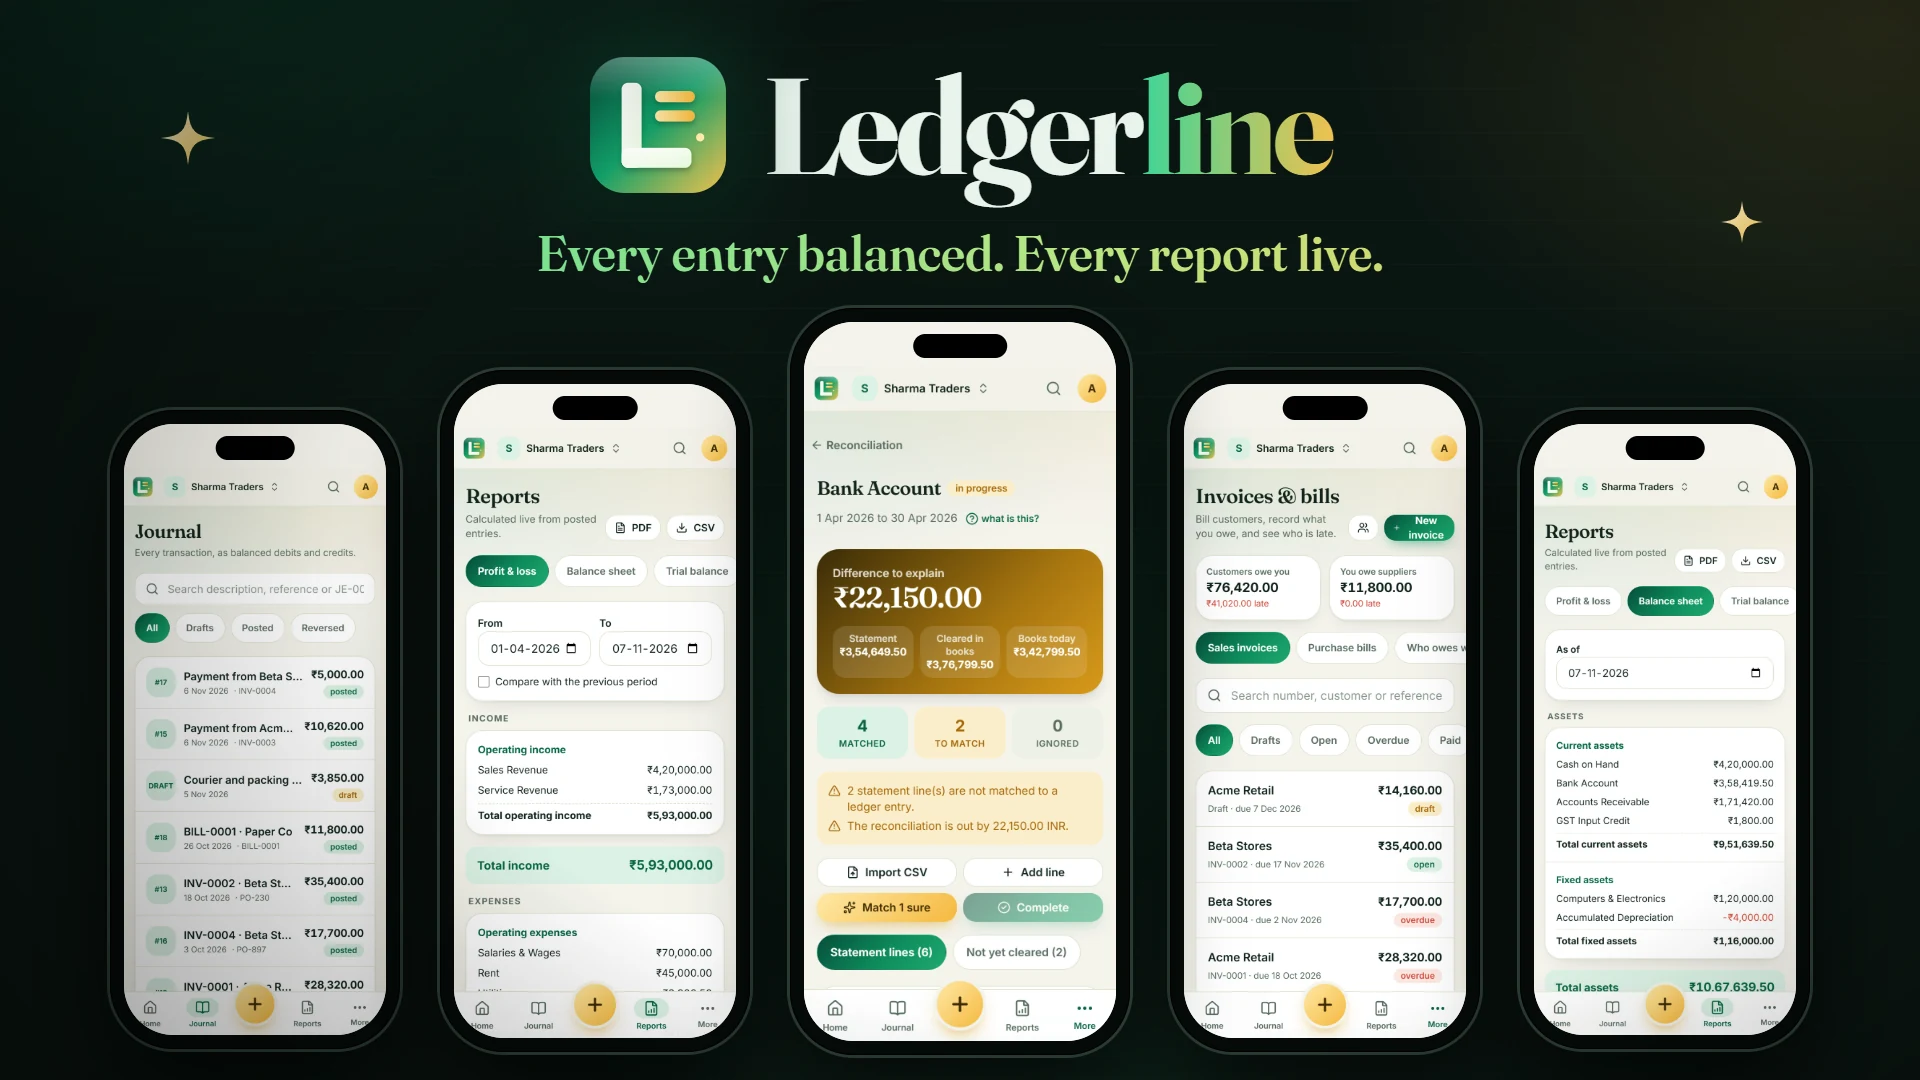 Ledgerline
Every entry balanced. Every report live.
S Sharma Traders A
Journal
Every transaction, as balanced debits and credits.
Search description, reference or JE-00
All Drafts Posted Reversed
#17 Payment from Beta S... ₹5,000.00
6 Nov 2026 · INV-0004 posted
#15 Payment from Acm... ₹10,620.00
6 Nov 2026 · INV-0003 posted
DRAFT Courier and packing ... ₹3,850.00
5 Nov 2026 draft
#18 BILL-0001 · Paper Co ₹11,800.00
26 Oct 2026 · BILL-0001 posted
#13 INV-0002 · Beta St... ₹35,400.00
18 Oct 2026 · PO-230 posted
#16 INV-0004 · Beta St... ₹17,700.00
3 Oct 2026 · PO-897 posted
INV-0001 R... ₹28,320.00
Home Journal + Reports More
S Sharma Traders A
Reports
Calculated live from posted
entries.
PDF CSV
Profit & loss Balance sheet Trial balance
From To
01-04-2026 07-11-2026
Compare with the previous period
INCOME
Operating income
Sales Revenue ₹4,20,000.00
Service Revenue ₹1,73,000.00
Total operating income ₹5,93,000.00
Total income ₹5,93,000.00
EXPENSES
Operating expenses
Salaries & Wages ₹70,000.00
Rent ₹45,000.00
Home Journal + Reports More
S Sharma Traders A
← Reconciliation
Bank Account in progress
1 Apr 2026 to 30 Apr 2026 ? what is this?
Difference to explain
₹22,150.00
Statement
₹3,54,649.50
Cleared in
books
₹3,76,799.50
Books today
₹3,42,799.50
4 2 0
MATCHED TO MATCH IGNORED
2 statement line(s) are not matched to a
ledger entry.
The reconciliation is out by 22,150.00 INR.
Import CSV + Add line
Match 1 sure Complete
Statement lines (6) Not yet cleared (2)
Home Journal + Reports More
S Sharma Traders A
Invoices & bills
Bill customers, record what
you owe, and see who is late.
+ New
invoice
Customers owe you
₹76,420.00
₹41,020.00 late
You owe suppliers
₹11,800.00
₹0.00 late
Sales invoices Purchase bills Who owes w
Search number, customer or reference
All Drafts Open Overdue Paid
Acme Retail ₹14,160.00
Draft · due 7 Dec 2026 draft
Beta Stores ₹35,400.00
INV-0002 · due 17 Nov 2026 open
Beta Stores ₹17,700.00
INV-0004 · due 2 Nov 2026 overdue
Acme Retail ₹28,320.00
INV-0001 · due 18 Oct 2026 overdue
Home Journal + Reports More
S Sharma Traders A
Reports
Calculated live from posted
entries.
PDF CSV
Profit & loss Balance sheet Trial balance
As of
07-11-2026
ASSETS
Current assets
Cash on Hand ₹4,20,000.00
Bank Account ₹3,58,419.50
Accounts Receivable ₹1,71,420.00
GST Input Credit ₹1,800.00
Total current assets ₹9,51,639.50
Fixed assets
Computers & Electronics ₹1,20,000.00
Accumulated Depreciation -₹4,000.00
Total fixed assets ₹1,16,000.00
Total assets ₹10,67,639.50
Home Journal + Reports More